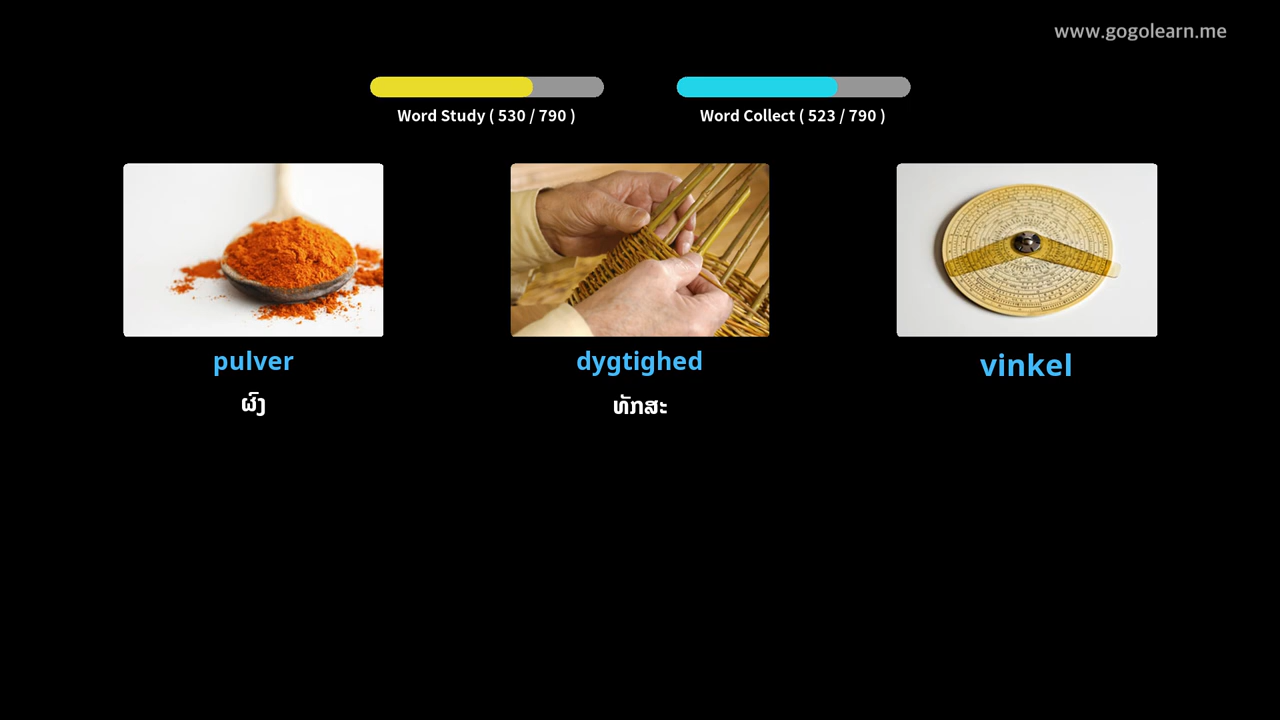 www.gogolearn.me
Word Study ( 530 / 790 )
Word Collect ( 523 / 790 )
pulver
dygtighed
vinkel
ຜົງ
ທັກສະ